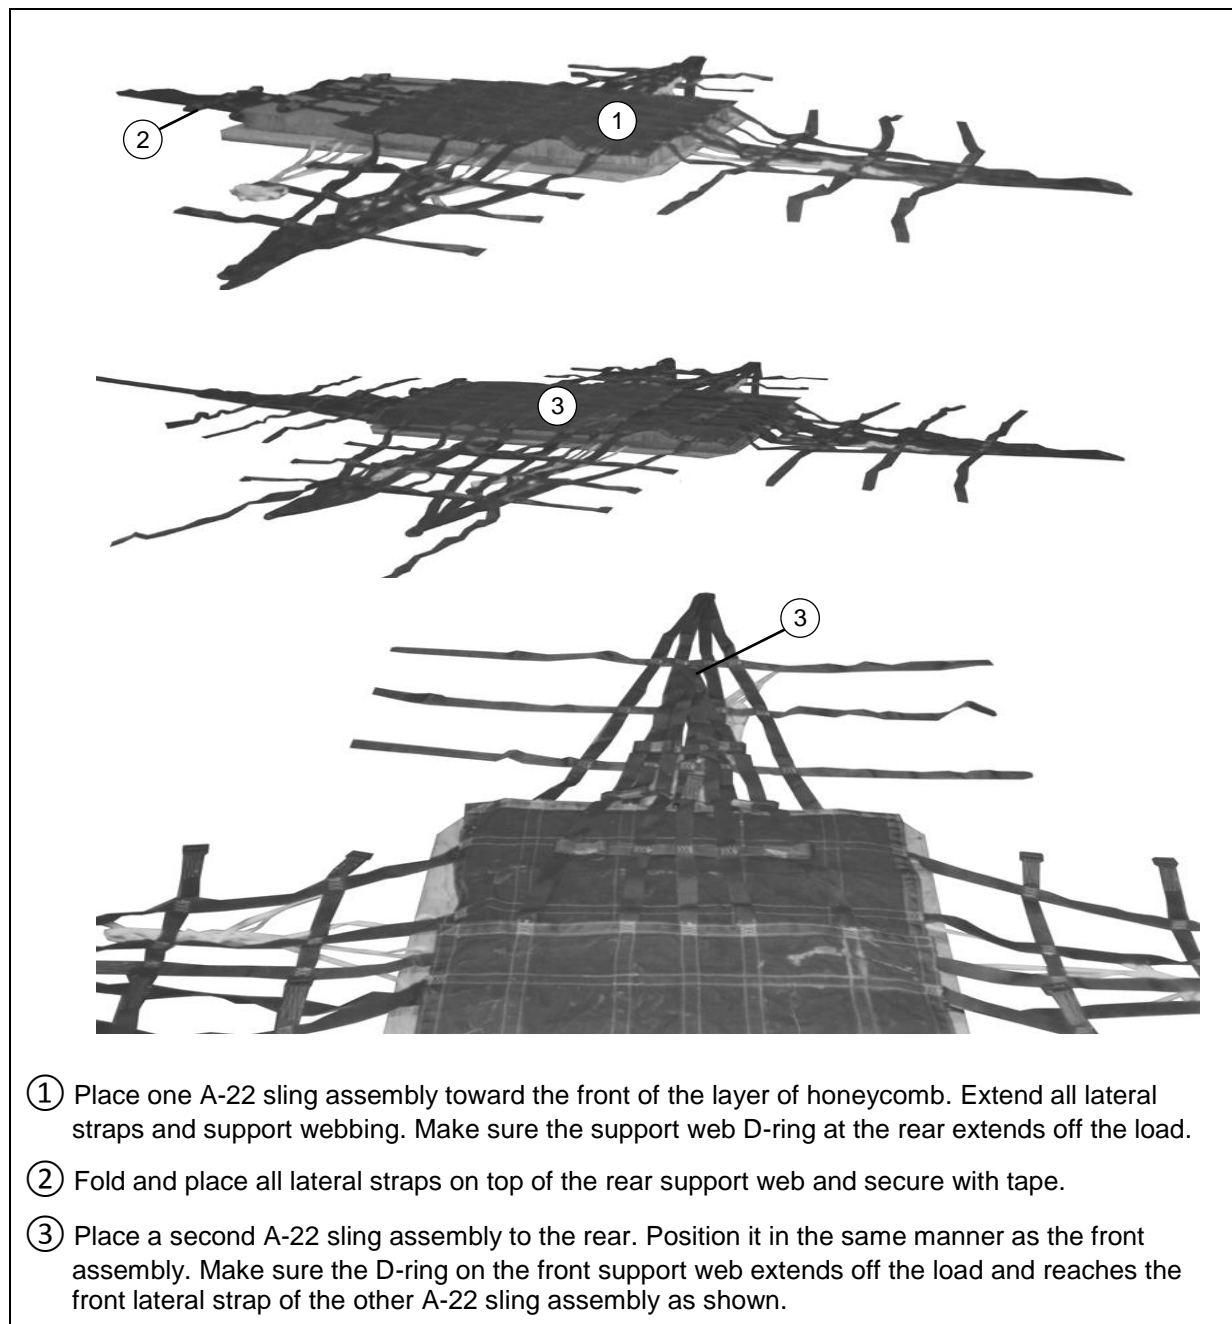 1
2
3
3
① Place one A-22 sling assembly toward the front of the layer of honeycomb. Extend all lateral
straps and support webbing. Make sure the support web D-ring at the rear extends off the load.
② Fold and place all lateral straps on top of the rear support web and secure with tape.
③ Place a second A-22 sling assembly to the rear. Position it in the same manner as the front
assembly. Make sure the D-ring on the front support web extends off the load and reaches the
front lateral strap of the other A-22 sling assembly as shown.